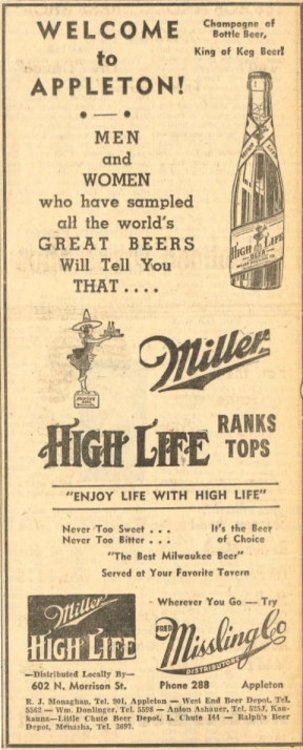 WELCOME
to
APPLETON!
Champagne of
Bottle Beer,
King of Keg Beer!
MEN
and
WOMEN
who have sampled
all the world's
GREAT BEERS
Will Tell You
THAT . . . .
HIGH LIFE
BEER
Miller
HIGH LIFE
RANKS
TOPS
"ENJOY LIFE WITH HIGH LIFE"
Never Too Sweet . . .
Never Too Bitter . . .
It's the Beer
of Choice
"The Best Milwaukee Beer"
Served at Your Favorite Tavern
Miller
HIGH LIFE
—Distributed Locally By—
602 N. Morrison St.
Wherever You Go — Try
FRED
Missling Co
DISTRIBUTORS
Phone 288
Appleton
R. J. Monaghan, Tel. 901, Appleton — West End Beer Depot, Tel.
5562 — Wm. Donlinger, Tel. 5598 — Anton Ashauer, Tel. 525J, Kau-
kauna—Little Chute Beer Depot, L. Chute 144 — Ralph's Beer
Depot, Menasha, Tel. 3697.